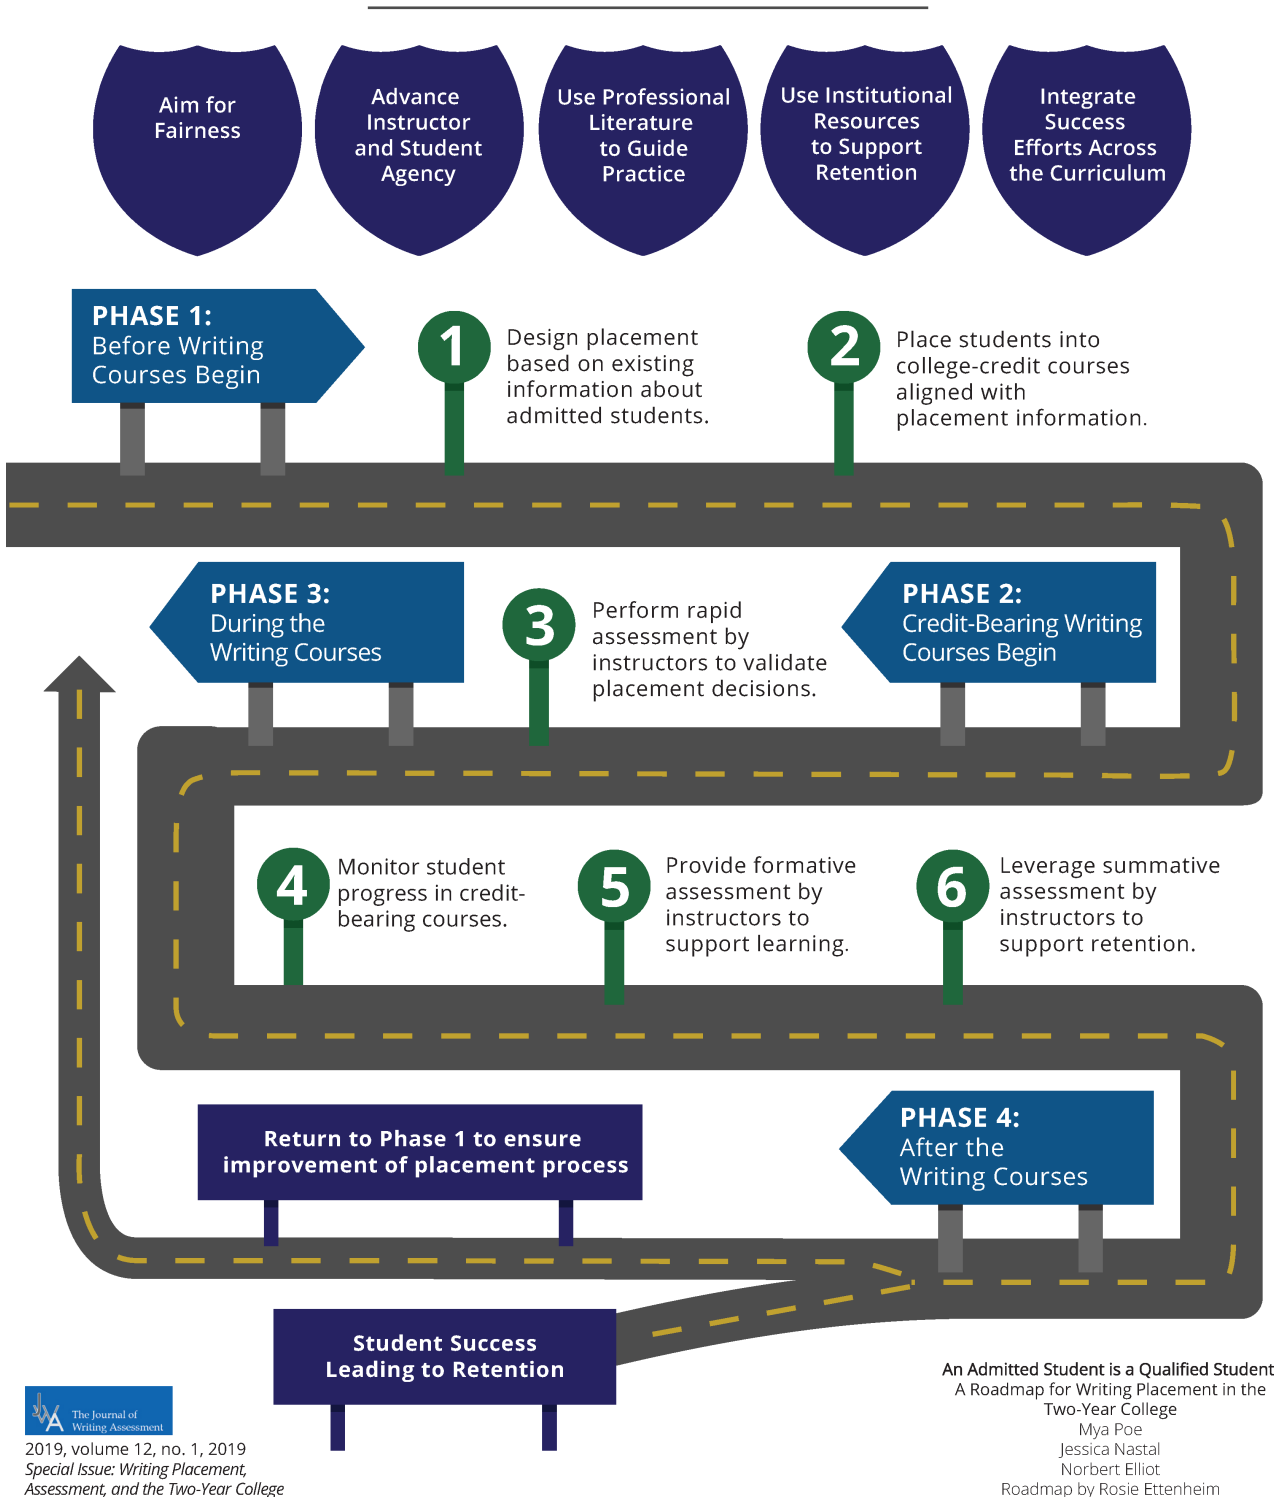 Aim for
Fairness
Advance
Instructor
and Student
Agency
Use Professional
Literature
to Guide
Practice
Use Institutional
Resources
to Support
Retention
Integrate
Success
Efforts Across
the Curriculum
PHASE 1:
Before Writing
Courses Begin
1
Design placement
based on existing
information about
admitted students.
2
Place students into
college-credit courses
aligned with
placement information.
PHASE 3:
During the
Writing Courses
3
Perform rapid
assessment by
instructors to validate
placement decisions.
PHASE 2:
Credit-Bearing Writing
Courses Begin
4
Monitor student
progress in credit-
bearing courses.
5
Provide formative
assessment by
instructors to
support learning.
6
Leverage summative
assessment by
instructors to
support retention.
Return to Phase 1 to ensure
improvement of placement process
PHASE 4:
After the
Writing Courses
Student Success
Leading to Retention
JWA
The Journal of
Writing Assessment
2019, volume 12, no. 1, 2019
Special Issue: Writing Placement,
Assessment, and the Two-Year College
An Admitted Student is a Qualified Student
A Roadmap for Writing Placement in the
Two-Year College
Mya Poe
Jessica Nastal
Norbert Elliot
Roadmap by Rosie Ettenheim